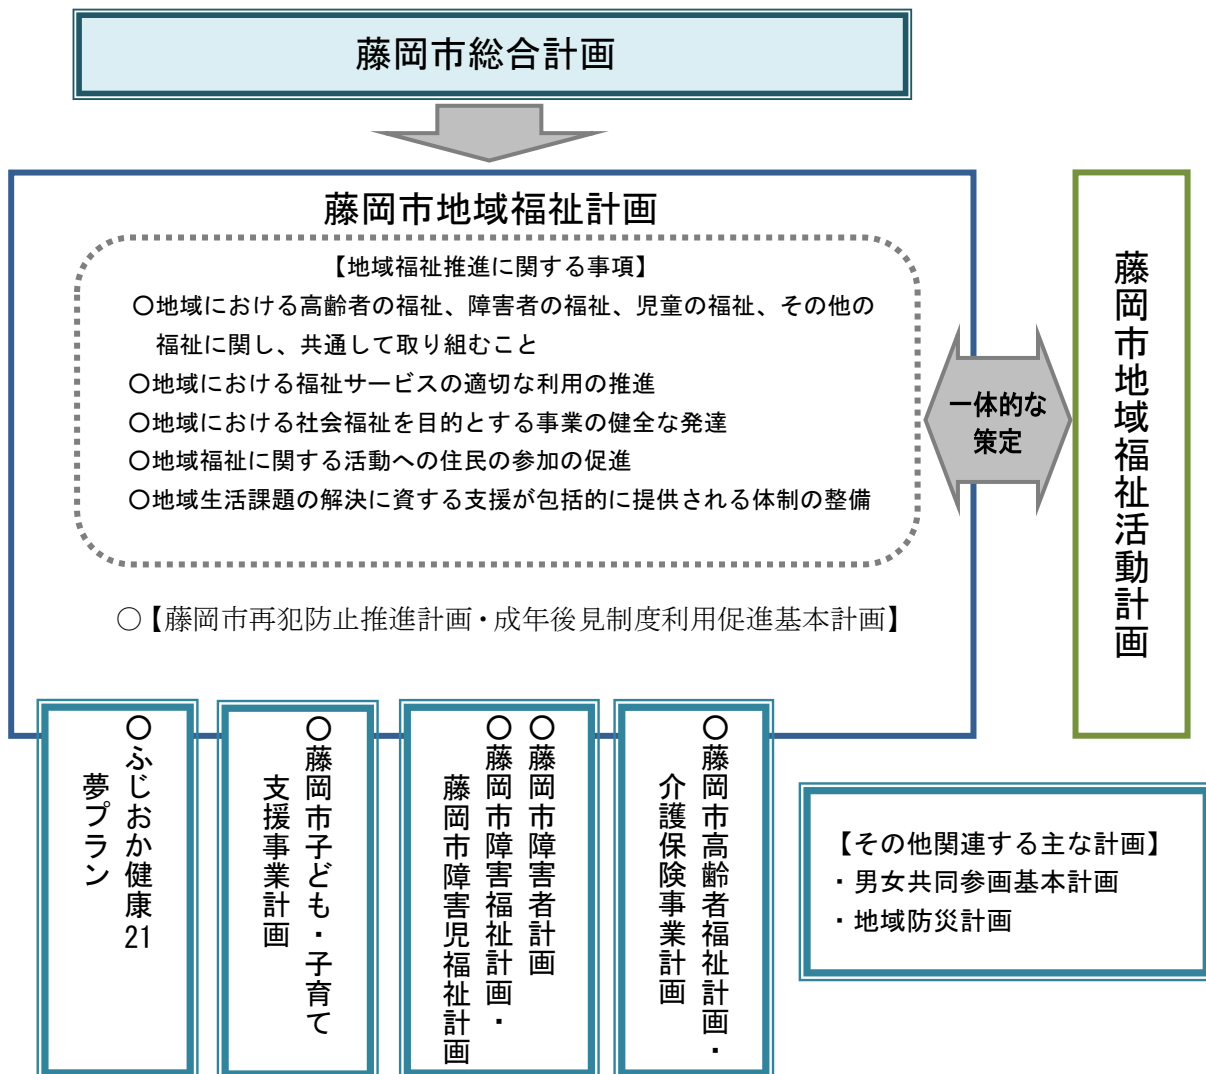 藤岡市総合計画
藤岡市地域福祉計画
【地域福祉推進に関する事項】
〇地域における高齢者の福祉、障害者の福祉、児童の福祉、その他の
福祉に関し、共通して取り組むこと
〇地域における福祉サービスの適切な利用の推進
〇地域における社会福祉を目的とする事業の健全な発達
〇地域福祉に関する活動への住民の参加の促進
〇地域生活課題の解決に資する支援が包括的に提供される体制の整備
〇【藤岡市再犯防止推進計画・成年後見制度利用促進基本計画】
一体的な
策定
藤岡市地域福祉活動計画
〇ふじおか健康21
夢プラン
〇藤岡市子ども・子育て
支援事業計画
〇藤岡市障害者計画
〇藤岡市障害福祉計画・
藤岡市障害児福祉計画
〇藤岡市高齢者福祉計画・
介護保険事業計画
【その他関連する主な計画】
・男女共同参画基本計画
・地域防災計画